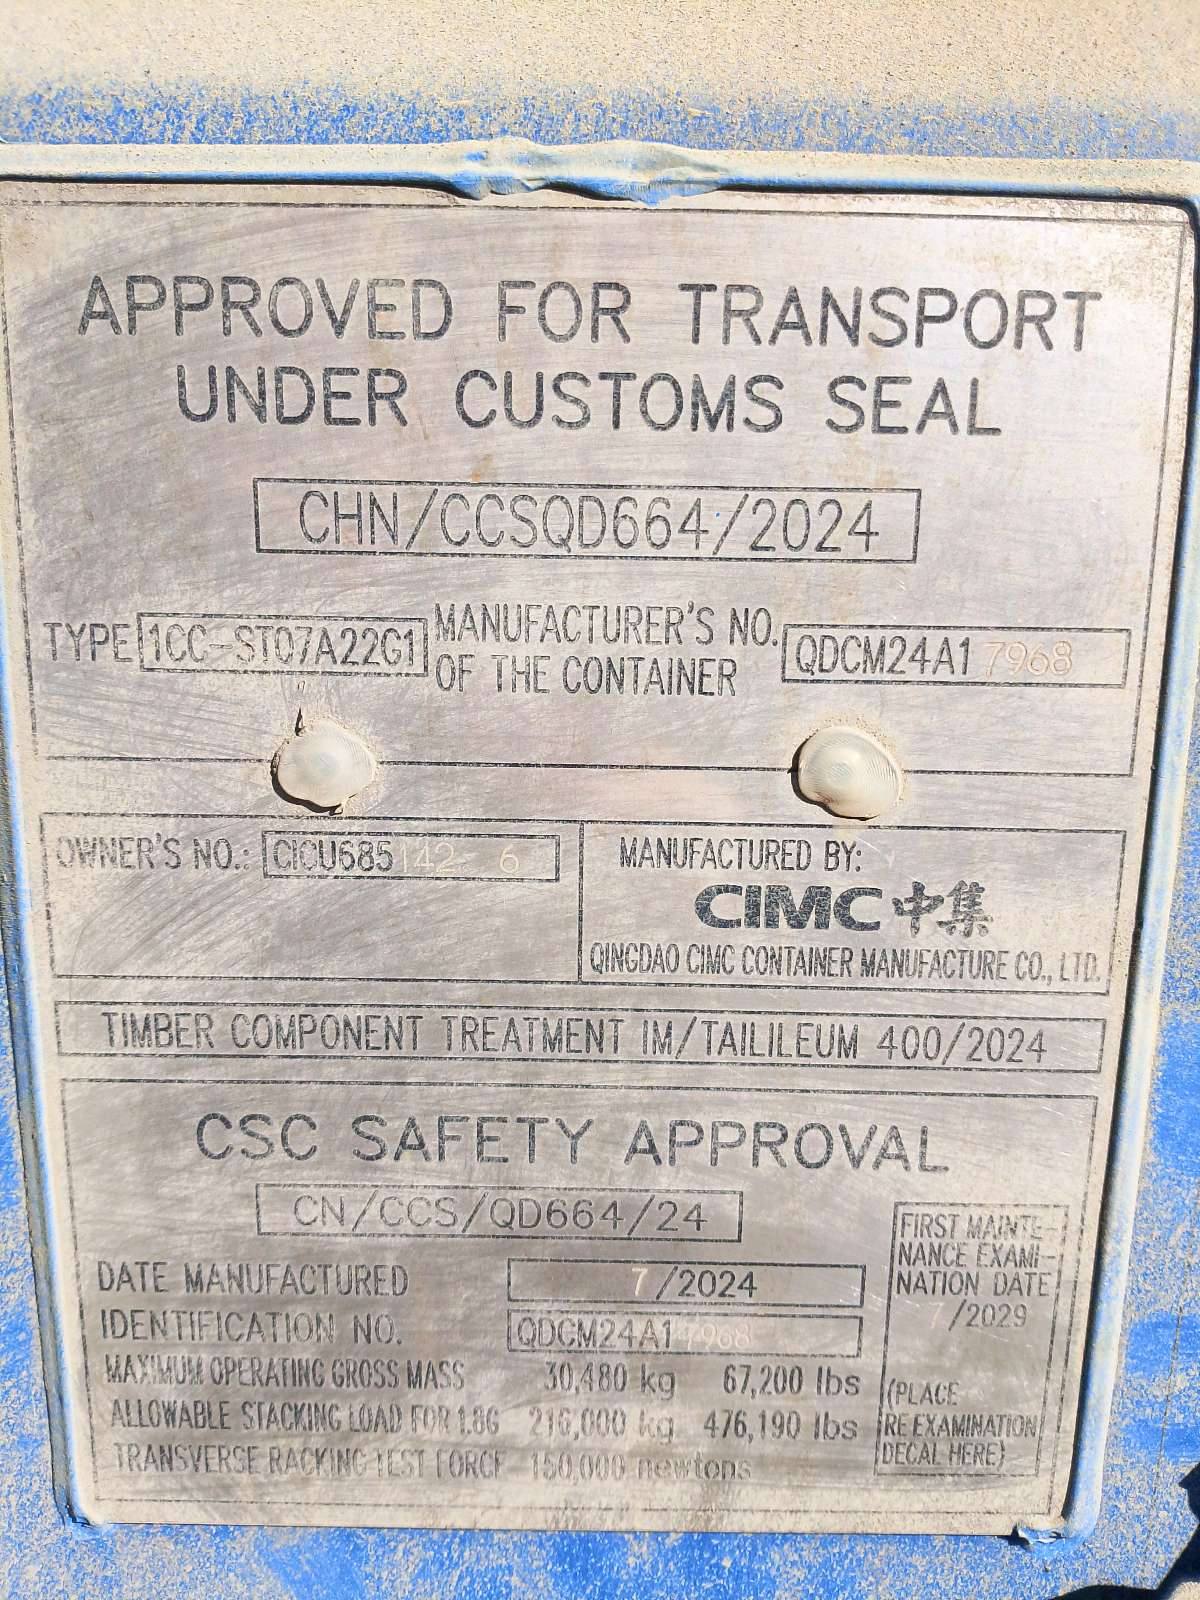 APPROVED FOR TRANSPORT
UNDER CUSTOMS SEAL
CHN/CCSQD664/2024
TYPE 1CC-ST07A22G1
MANUFACTURER'S NO.
OF THE CONTAINER
QDCM24A1 7968
OWNER'S NO.: CICU685142 6
MANUFACTURED BY:
CIMC 中集
QINGDAO CIMC CONTAINER MANUFACTURE CO., LTD.
TIMBER COMPONENT TREATMENT IM/TAILILEUM 400/2024
CSC SAFETY APPROVAL
CN/CCS/QD664/24
DATE MANUFACTURED 7/2024
IDENTIFICATION NO. QDCM24A1 7968
MAXIMUM OPERATING GROSS MASS 30,480 kg 67,200 lbs
ALLOWABLE STACKING LOAD FOR 1.8G 216,000 kg 476,190 lbs
TRANSVERSE RACKING TEST FORCE 150,000 newtons
FIRST MAINTE-
NANCE EXAMI-
NATION DATE
7/2029
(PLACE
RE EXAMINATION
DECAL HERE)